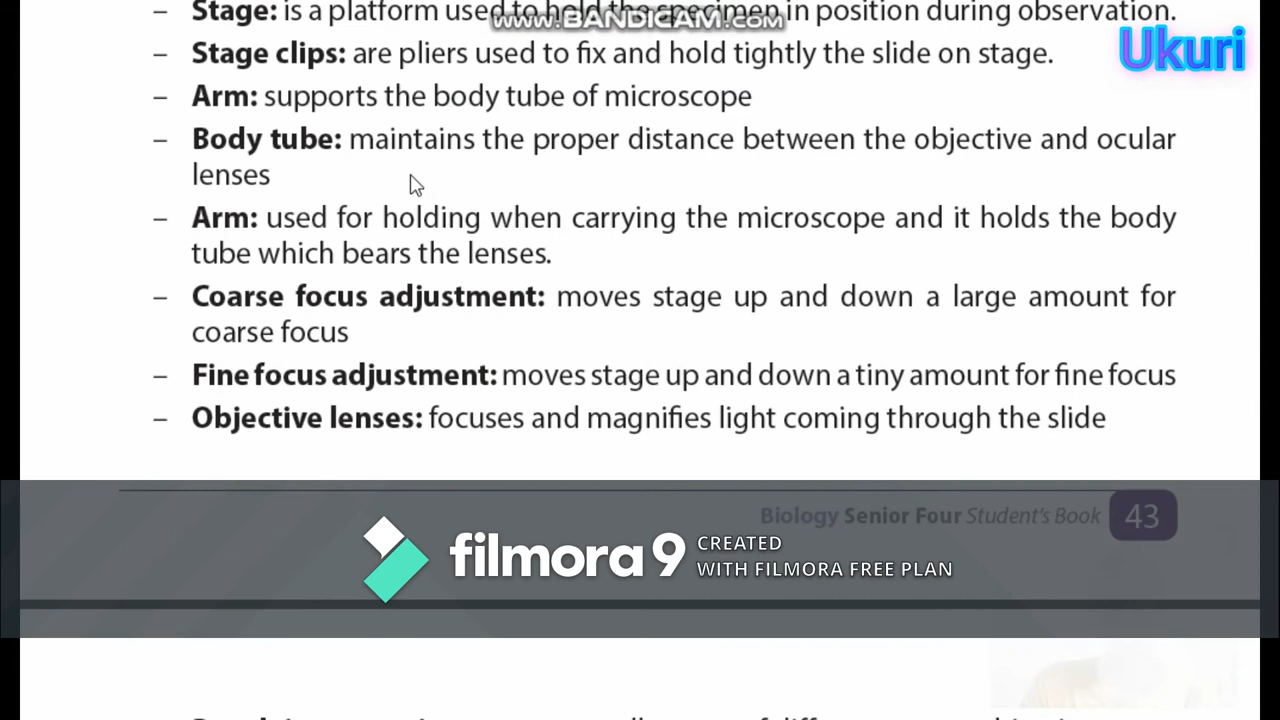 – Stage: is a platform used to hold the specimen in position during observation.
www.BANDICAM.com
Ukuri
– Stage clips: are pliers used to fix and hold tightly the slide on stage.
– Arm: supports the body tube of microscope
– Body tube: maintains the proper distance between the objective and ocular
lenses
– Arm: used for holding when carrying the microscope and it holds the body
tube which bears the lenses.
– Coarse focus adjustment: moves stage up and down a large amount for
coarse focus
– Fine focus adjustment: moves stage up and down a tiny amount for fine focus
– Objective lenses: focuses and magnifies light coming through the slide
Biology Senior Four Student's Book 43
filmora9 CREATED
WITH FILMORA FREE PLAN